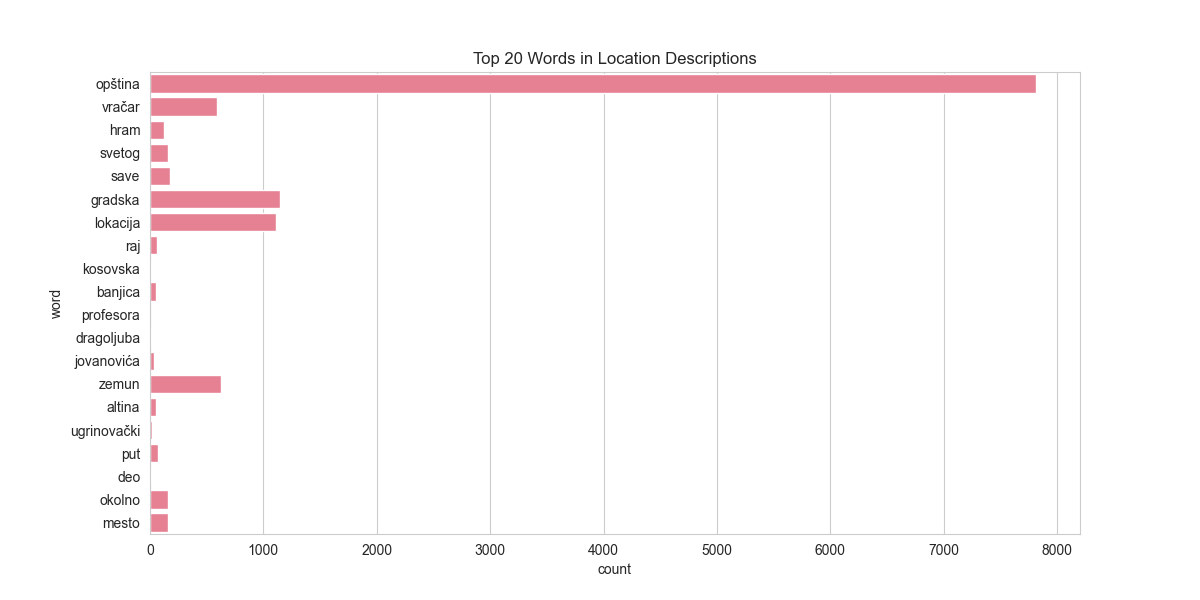 Top 20 Words in Location Descriptions
opština
vračar
hram
svetog
save
gradska
lokacija
raj
kosovska
banjica
profesora
dragoljuba
jovanovića
zemun
altina
ugrinovački
put
deo
okolno
mesto
word
0 1000 2000 3000 4000 5000 6000 7000 8000
count